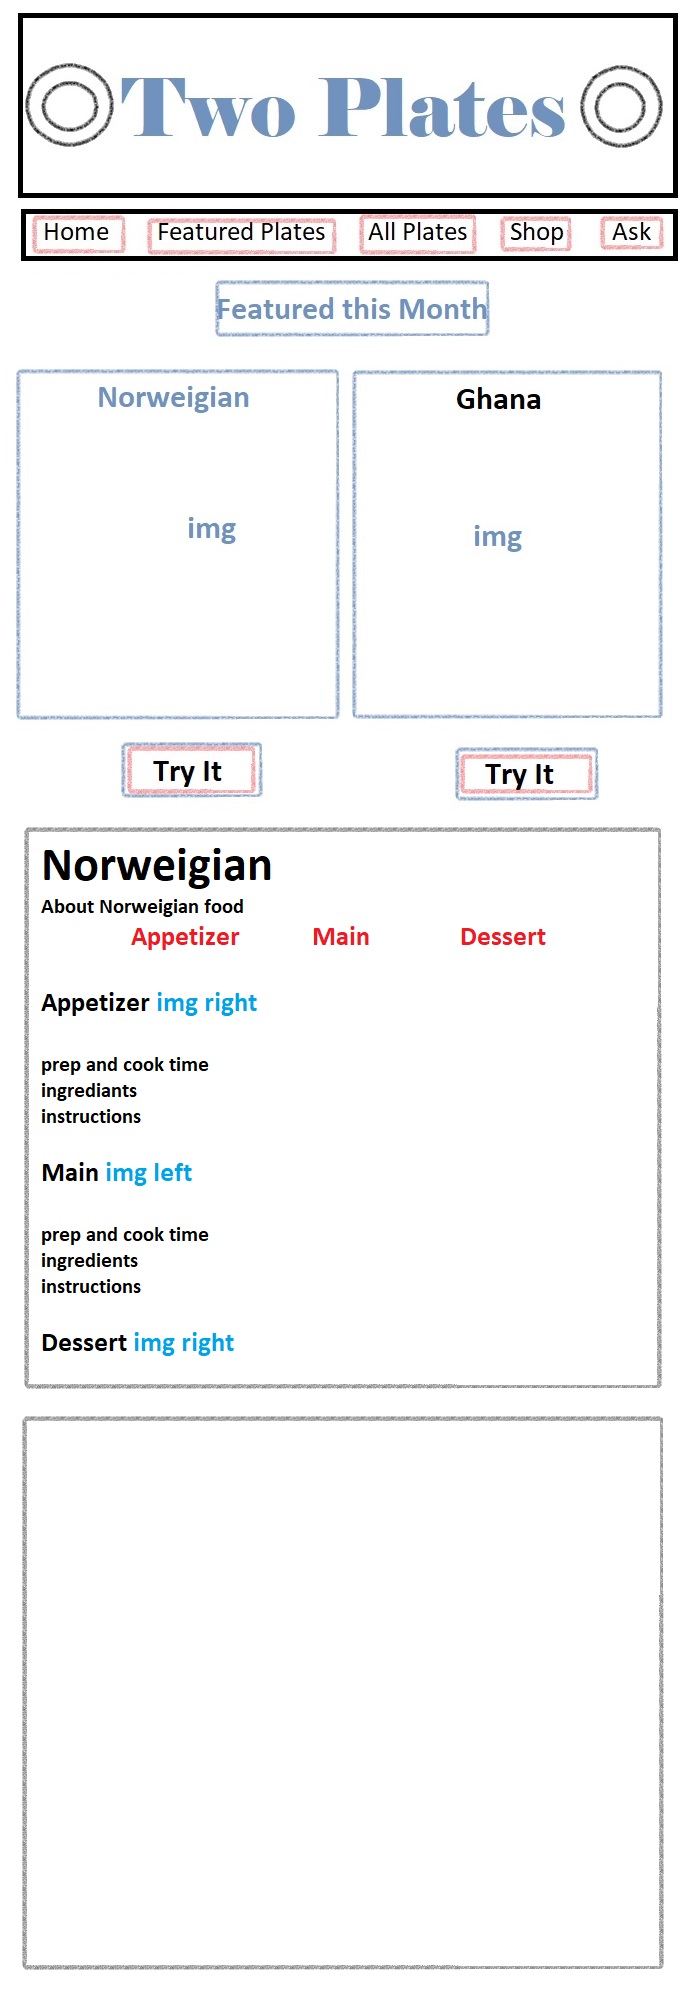 Two Plates
Home Featured Plates All Plates Shop Ask
Featured this Month
Norweigian Ghana
img img
Try It Try It
Norweigian
About Norweigian food
Appetizer Main Dessert
Appetizer img right
prep and cook time
ingrediants
instructions
Main img left
prep and cook time
ingredients
instructions
Dessert img right